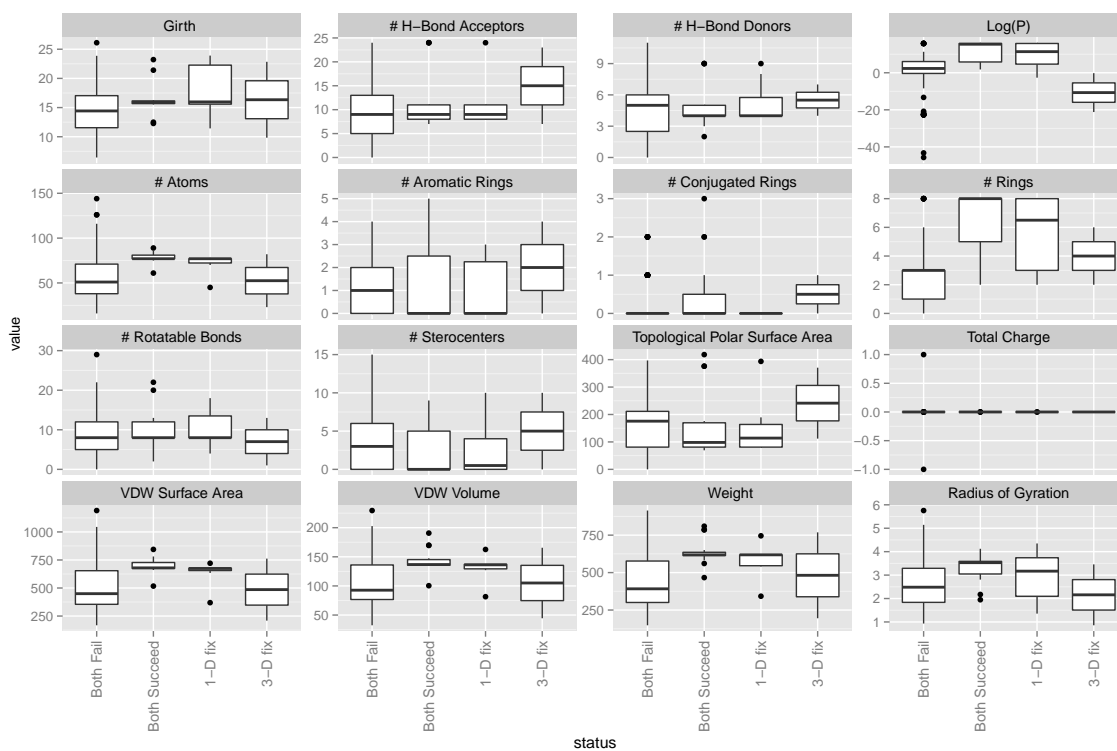 Girth
# H−Bond Acceptors
# H−Bond Donors
Log(P)
25
20
15
10
25
20
15
10
5
0
9
6
3
0
0
−20
−40
# Atoms
# Aromatic Rings
# Conjugated Rings
# Rings
150
100
50
5
4
3
2
1
0
3
2
1
0
8
6
4
2
0
# Rotatable Bonds
# Sterocenters
Topological Polar Surface Area
Total Charge
30
20
10
0
15
10
5
0
400
300
200
100
0
1.0
0.5
0.0
−0.5
−1.0
VDW Surface Area
VDW Volume
Weight
Radius of Gyration
1000
750
500
250
200
150
100
50
750
500
250
6
5
4
3
2
1
Both Fail
Both Succeed
1−D fix
3−D fix
Both Fail
Both Succeed
1−D fix
3−D fix
Both Fail
Both Succeed
1−D fix
3−D fix
Both Fail
Both Succeed
1−D fix
3−D fix
value
status